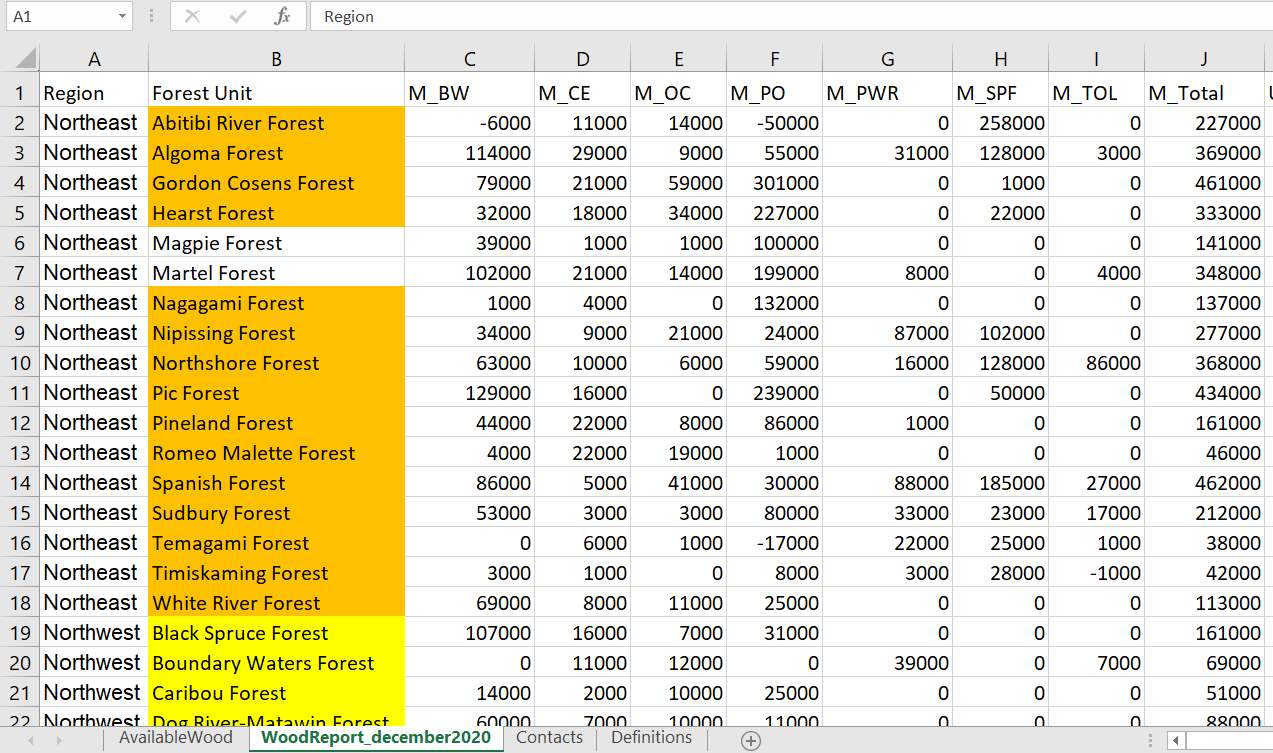 A1 fx Region
A B C D E F G H I J
1 Region Forest Unit M_BW M_CE M_OC M_PO M_PWR M_SPF M_TOL M_Total
2 Northeast Abitibi River Forest -6000 11000 14000 -50000 0 258000 0 227000
3 Northeast Algoma Forest 114000 29000 9000 55000 31000 128000 3000 369000
4 Northeast Gordon Cosens Forest 79000 21000 59000 301000 0 1000 0 461000
5 Northeast Hearst Forest 32000 18000 34000 227000 0 22000 0 333000
6 Northeast Magpie Forest 39000 1000 1000 100000 0 0 0 141000
7 Northeast Martel Forest 102000 21000 14000 199000 8000 0 4000 348000
8 Northeast Nagagami Forest 1000 4000 0 132000 0 0 0 137000
9 Northeast Nipissing Forest 34000 9000 21000 24000 87000 102000 0 277000
10 Northeast Northshore Forest 63000 10000 6000 59000 16000 128000 86000 368000
11 Northeast Pic Forest 129000 16000 0 239000 0 50000 0 434000
12 Northeast Pineland Forest 44000 22000 8000 86000 1000 0 0 161000
13 Northeast Romeo Malette Forest 4000 22000 19000 1000 0 0 0 46000
14 Northeast Spanish Forest 86000 5000 41000 30000 88000 185000 27000 462000
15 Northeast Sudbury Forest 53000 3000 3000 80000 33000 23000 17000 212000
16 Northeast Temagami Forest 0 6000 1000 -17000 22000 25000 1000 38000
17 Northeast Timiskaming Forest 3000 1000 0 8000 3000 28000 -1000 42000
18 Northeast White River Forest 69000 8000 11000 25000 0 0 0 113000
19 Northwest Black Spruce Forest 107000 16000 7000 31000 0 0 0 161000
20 Northwest Boundary Waters Forest 0 11000 12000 0 39000 0 7000 69000
21 Northwest Caribou Forest 14000 2000 10000 25000 0 0 0 51000
22 Northwest Dog River-Matawin Forest 60000 7000 10000 11000 0 0 0 88000
AvailableWood WoodReport_december2020 Contacts Definitions